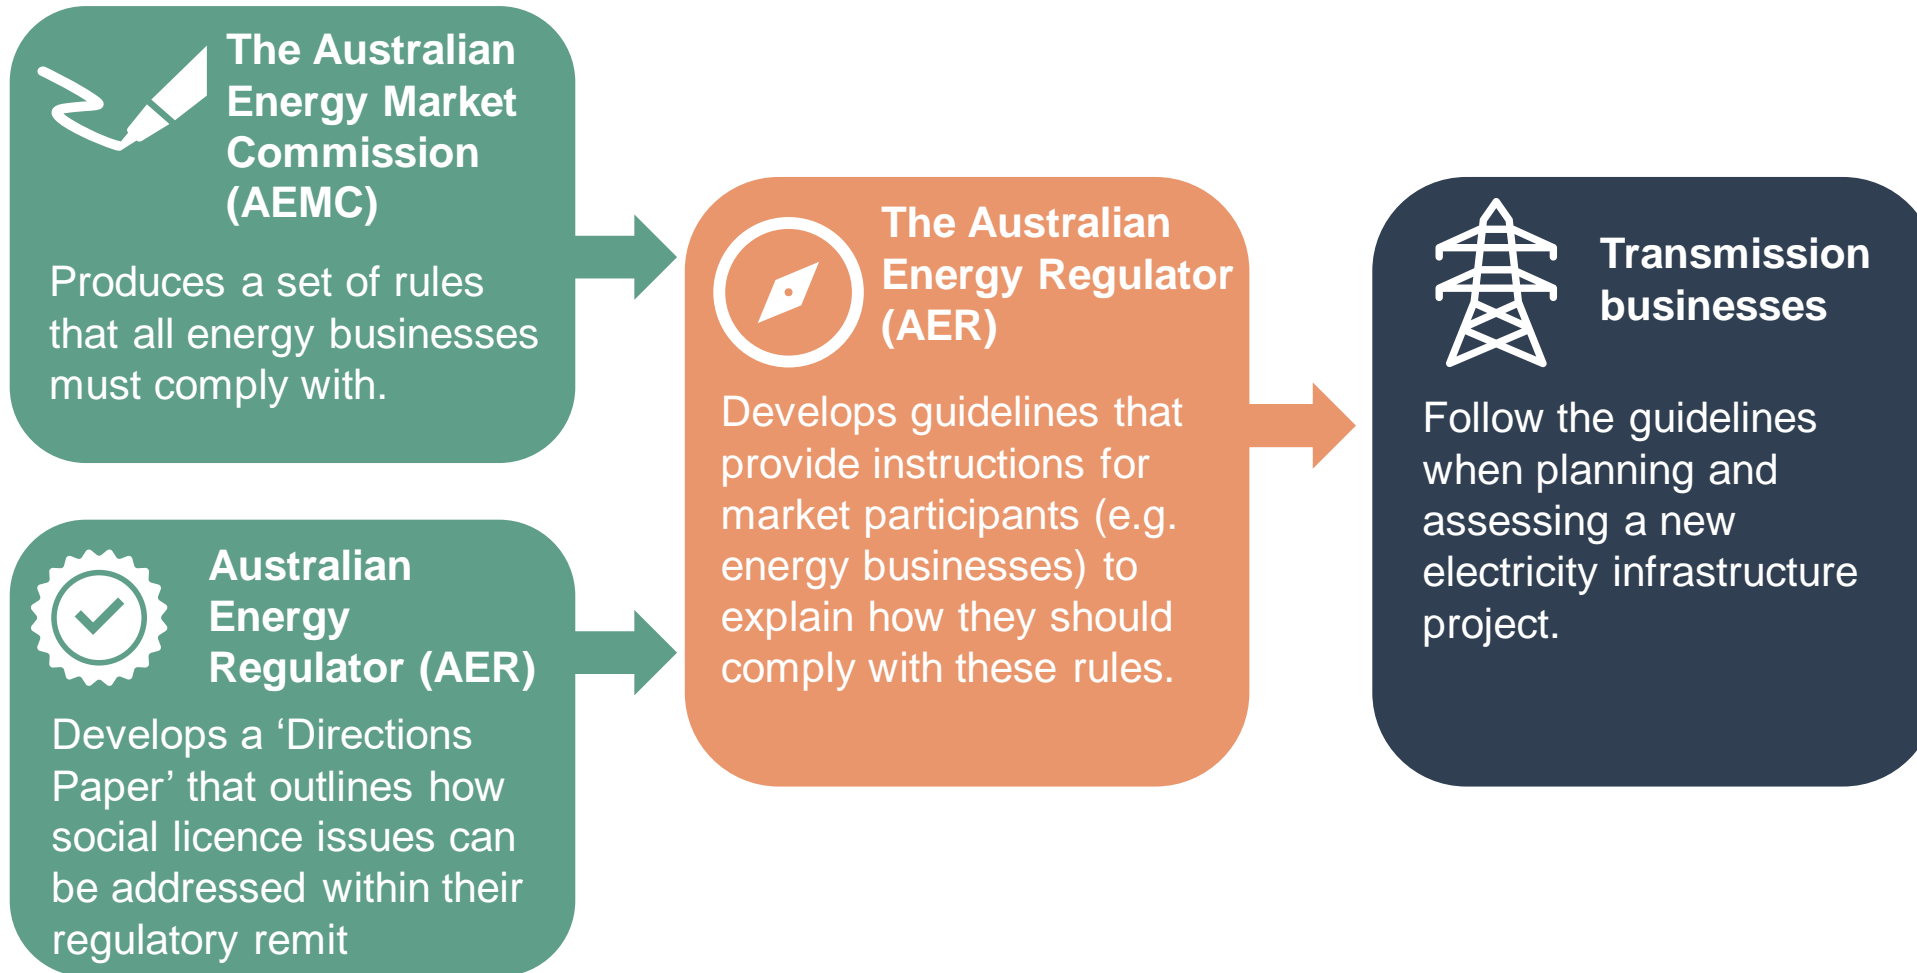 The Australian
Energy Market
Commission
(AEMC)
Produces a set of rules
that all energy businesses
must comply with.
Australian
Energy
Regulator (AER)
Develops a ‘Directions
Paper’ that outlines how
social licence issues can
be addressed within their
regulatory remit
The Australian
Energy Regulator
(AER)
Develops guidelines that
provide instructions for
market participants (e.g.
energy businesses) to
explain how they should
comply with these rules.
Transmission
businesses
Follow the guidelines
when planning and
assessing a new
electricity infrastructure
project.